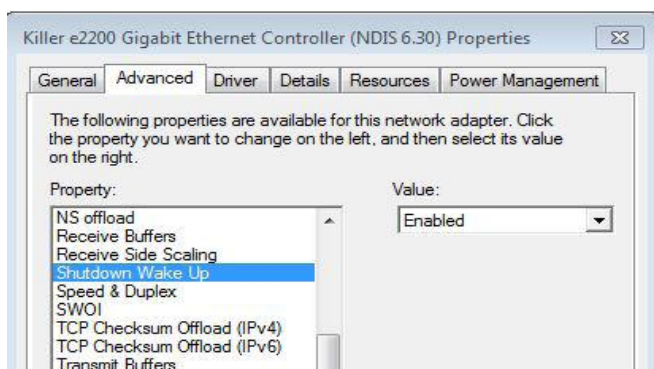 Killer e2200 Gigabit Ethernet Controller (NDIS 6.30) Properties
General Advanced Driver Details Resources Power Management
The following properties are available for this network adapter. Click
the property you want to change on the left, and then select its value
on the right.
Property:
Value:
NS offload
Enabled
Receive Buffers
Receive Side Scaling
Shutdown Wake Up
Speed & Duplex
SWOI
TCP Checksum Offload (IPv4)
TCP Checksum Offload (IPv6)
Transmit Buffers